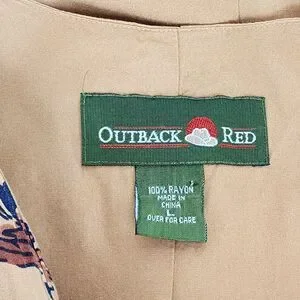 OUTBACK RED
100% RAYON
MADE IN
CHINA
L
OVER FOR CARE